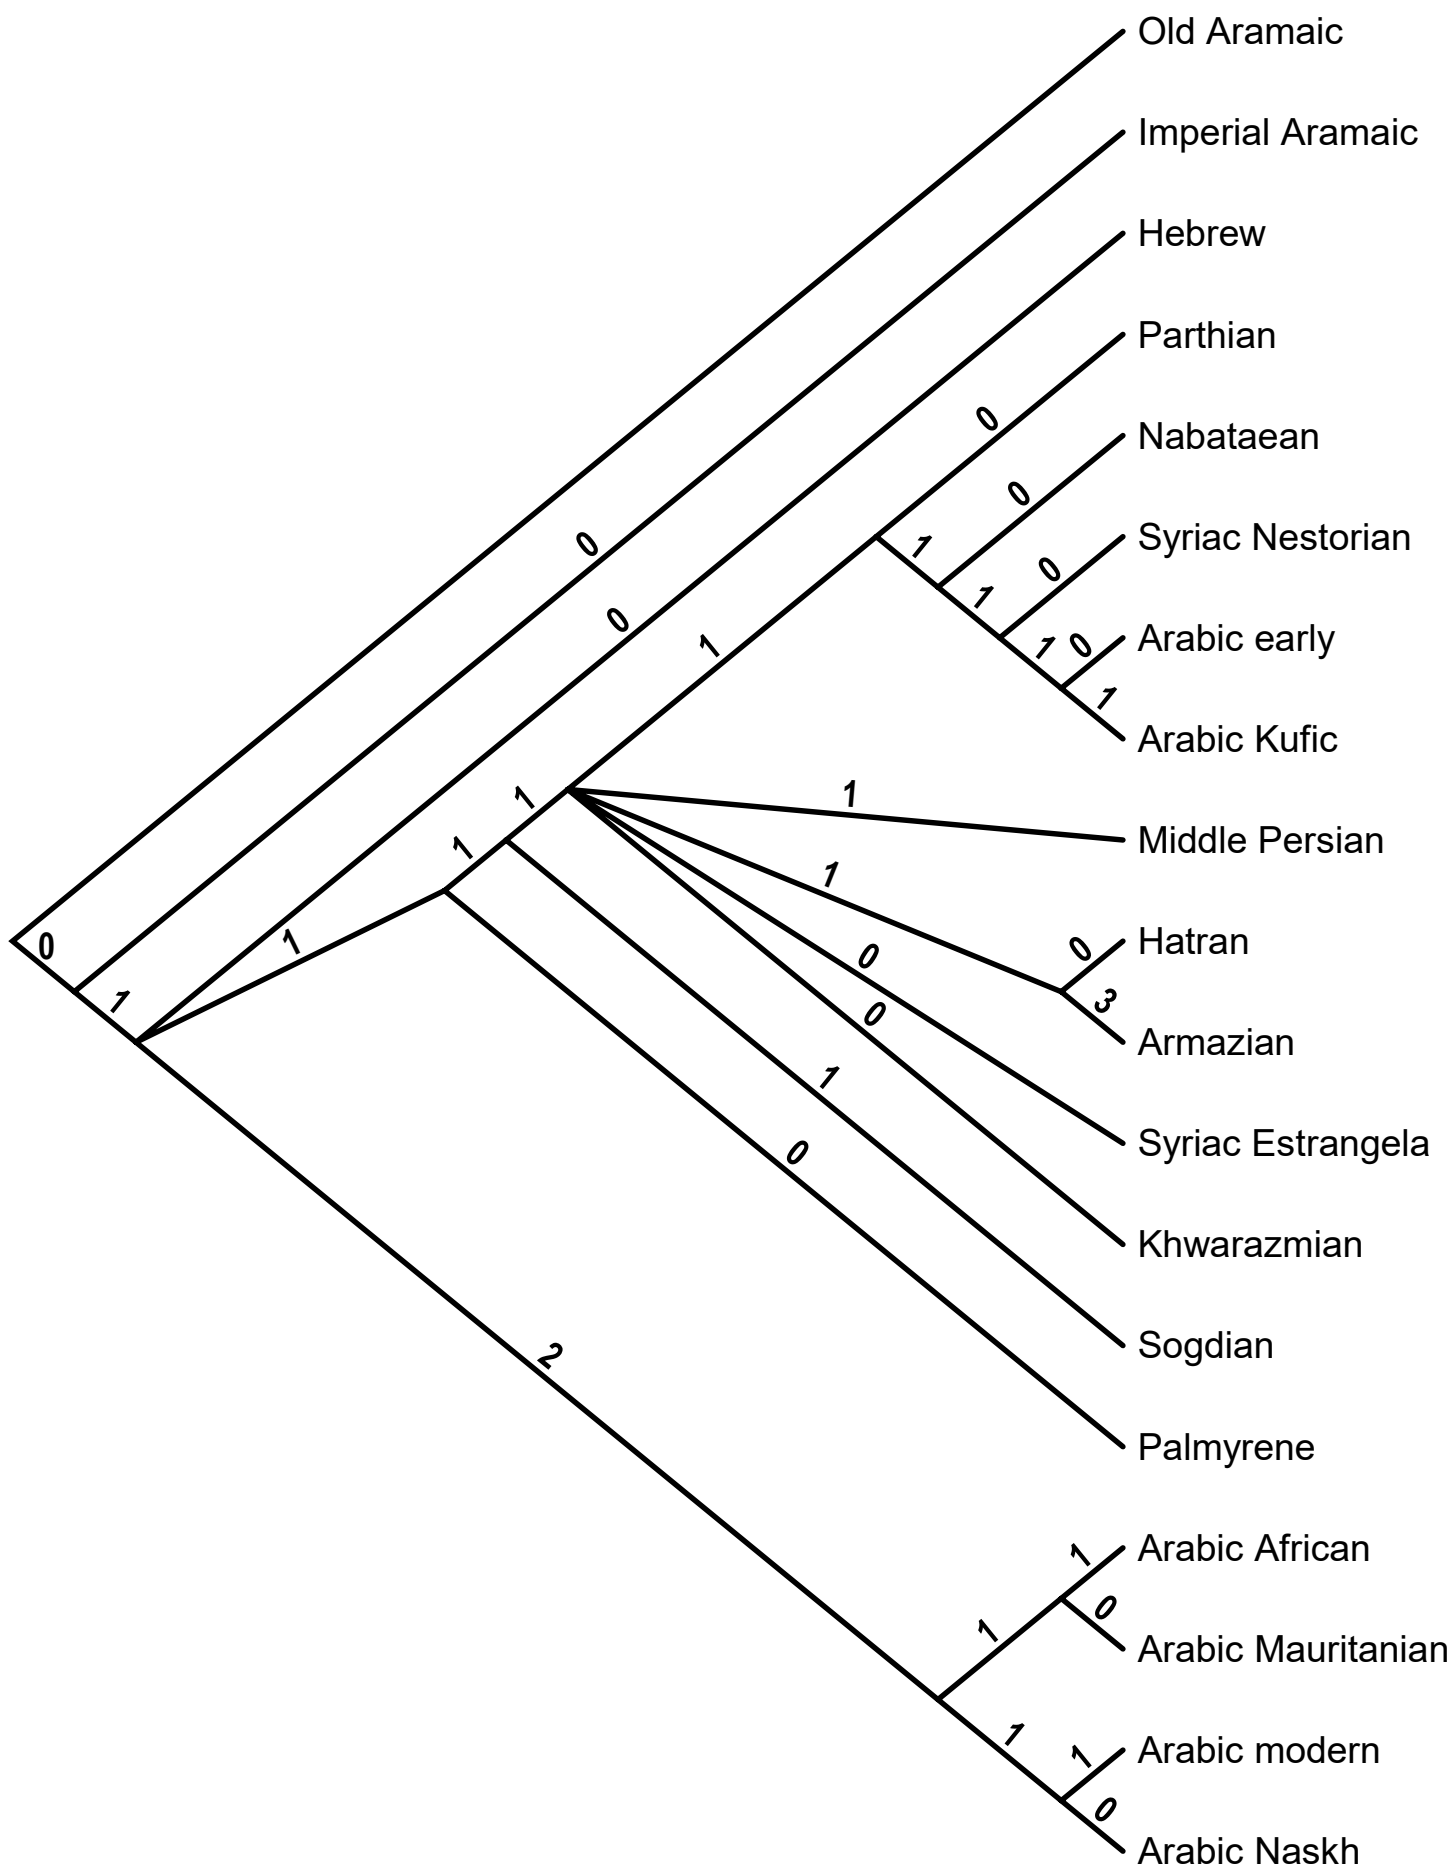 Old Aramaic
Imperial Aramaic
Hebrew
Parthian
0
Nabataean
0
Syriac Nestorian
1
0
0
1
Arabic early
0
1
0
1
1
Arabic Kufic
1
1
Middle Persian
1
1
Hatran
0
0
1
0
3
1
0
Armazian
1
Syriac Estrangela
0
Khwarazmian
Sogdian
2
Palmyrene
Arabic African
1
0
1
Arabic Mauritanian
1
Arabic modern
1
0
Arabic Naskh